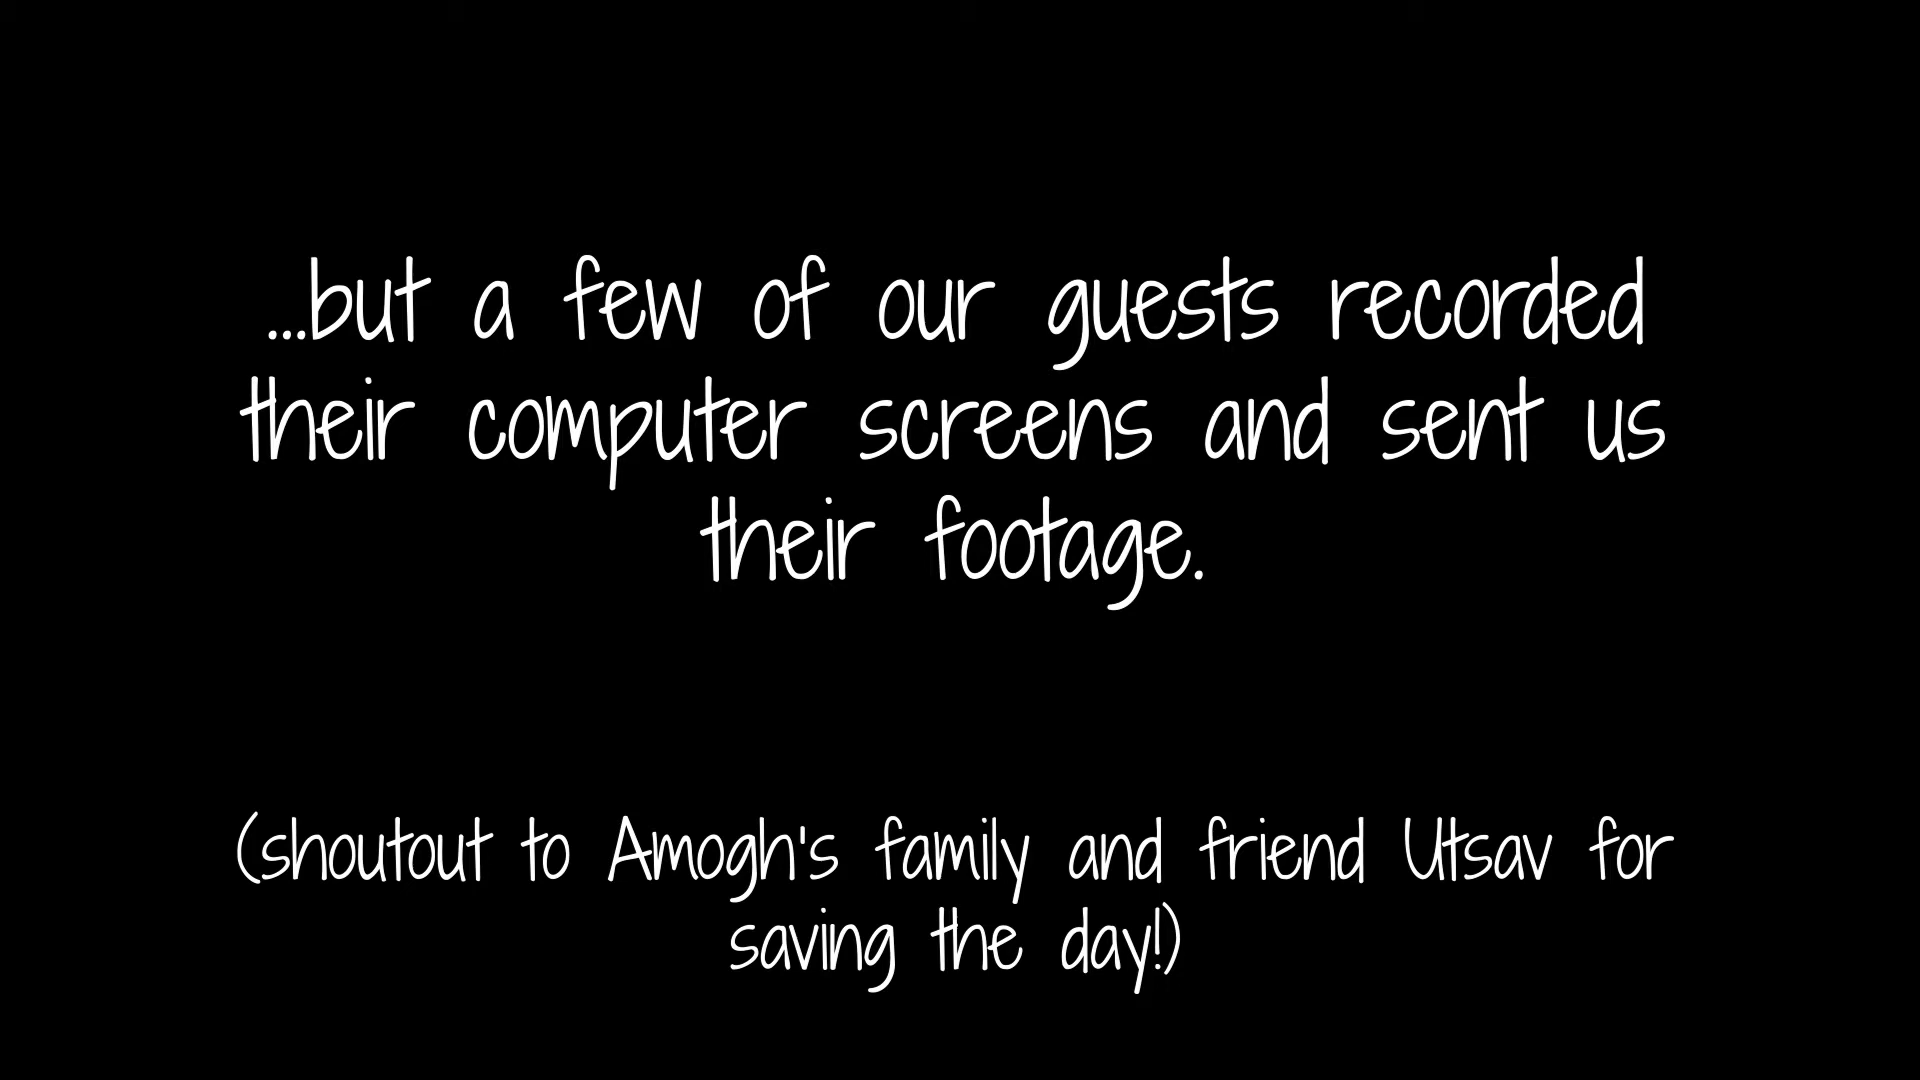 ...but a few of our guests recorded
their computer screens and sent us
their footage.
(shoutout to Amogh's family and friend Utsav for
saving the day!)